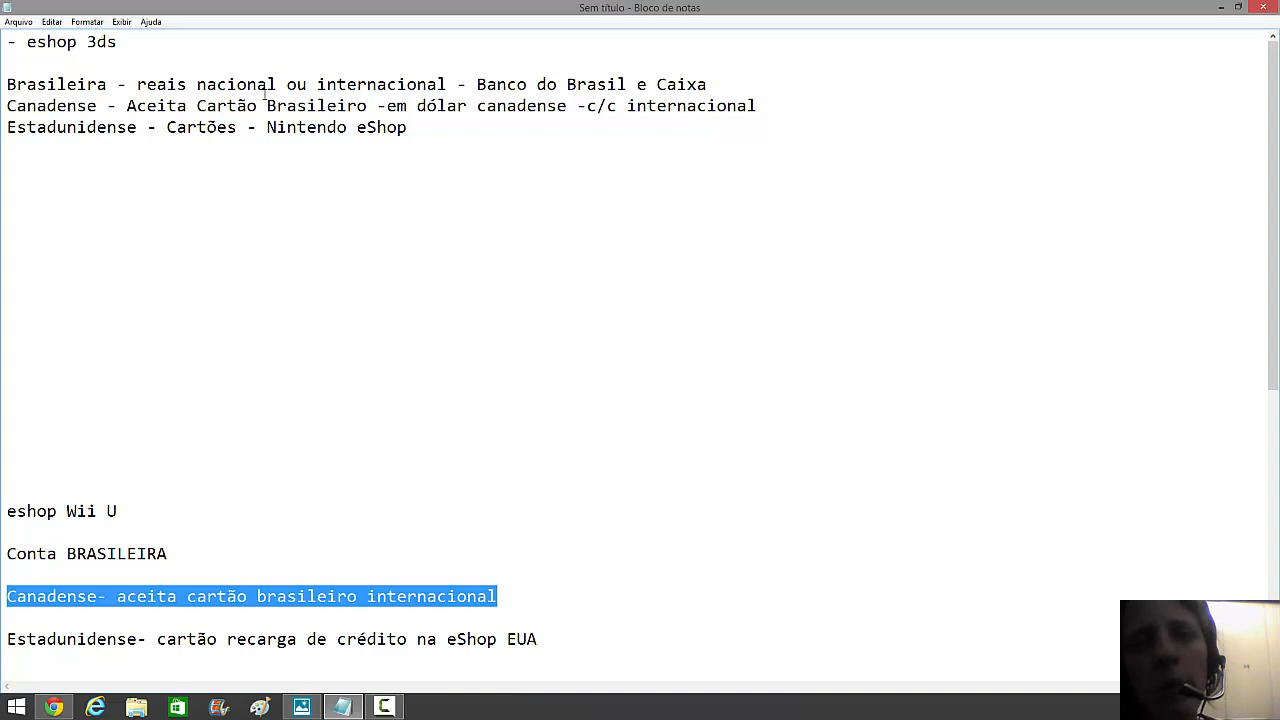 Sem título - Bloco de notas
Arquivo Editar Formatar Exibir Ajuda
- eshop 3ds
Brasileira - reais nacional ou internacional - Banco do Brasil e Caixa
Canadense - Aceita Cartão Brasileiro -em dólar canadense -c/c internacional
Estadunidense - Cartões - Nintendo eShop
eshop Wii U
Conta BRASILEIRA
Canadense- aceita cartão brasileiro internacional
Estadunidense- cartão recarga de crédito na eShop EUA